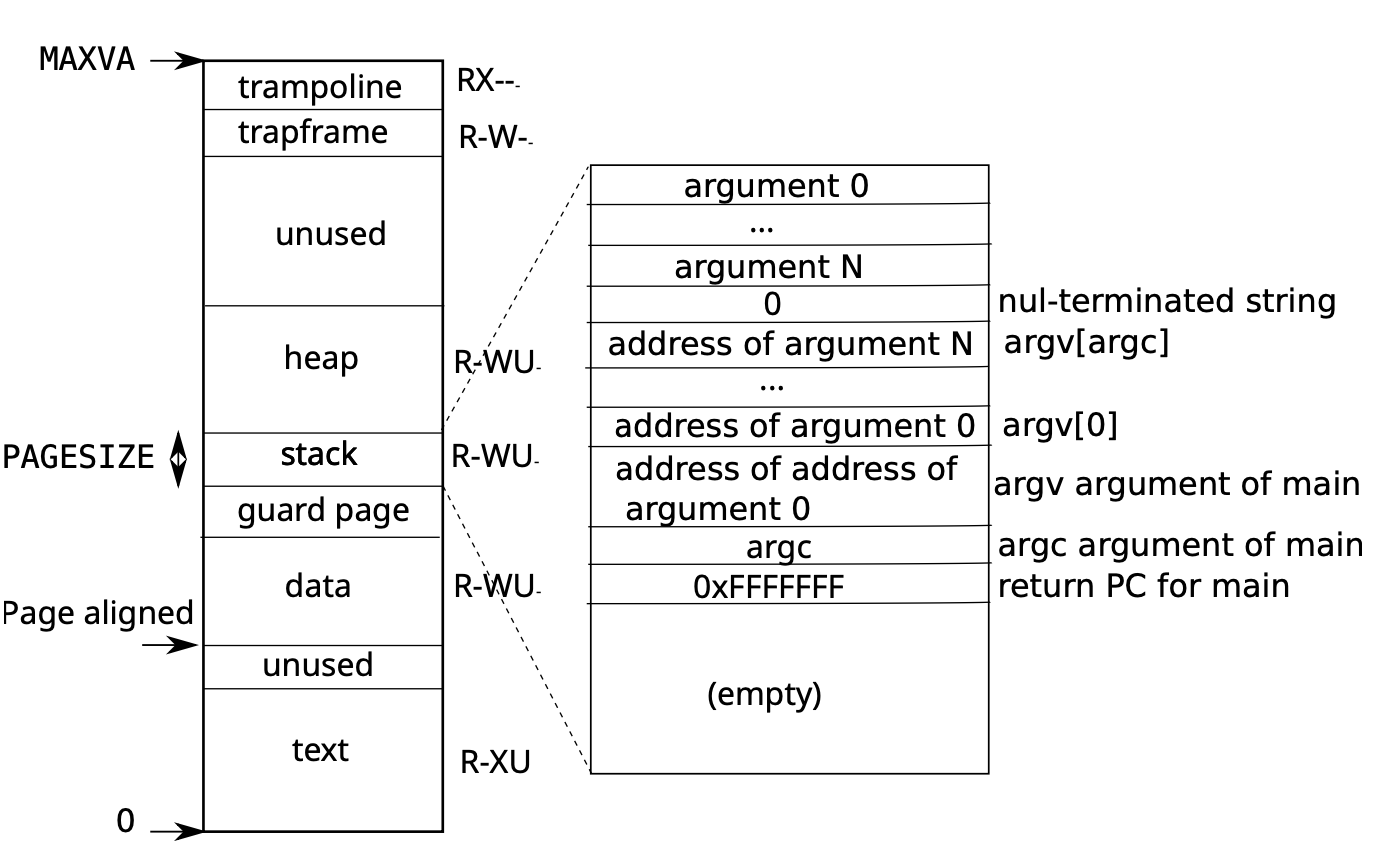 MAXVA
trampoline
RX---
trapframe
R-W--
unused
heap
R-WU-
PAGESIZE
stack
R-WU-
guard page
data
R-WU-
Page aligned
unused
text
R-XU
0
argument 0
...
argument N
0
nul-terminated string
address of argument N
argv[argc]
...
address of argument 0
argv[0]
address of address of
argument 0
argv argument of main
argc
argc argument of main
0xFFFFFFFF
return PC for main
(empty)